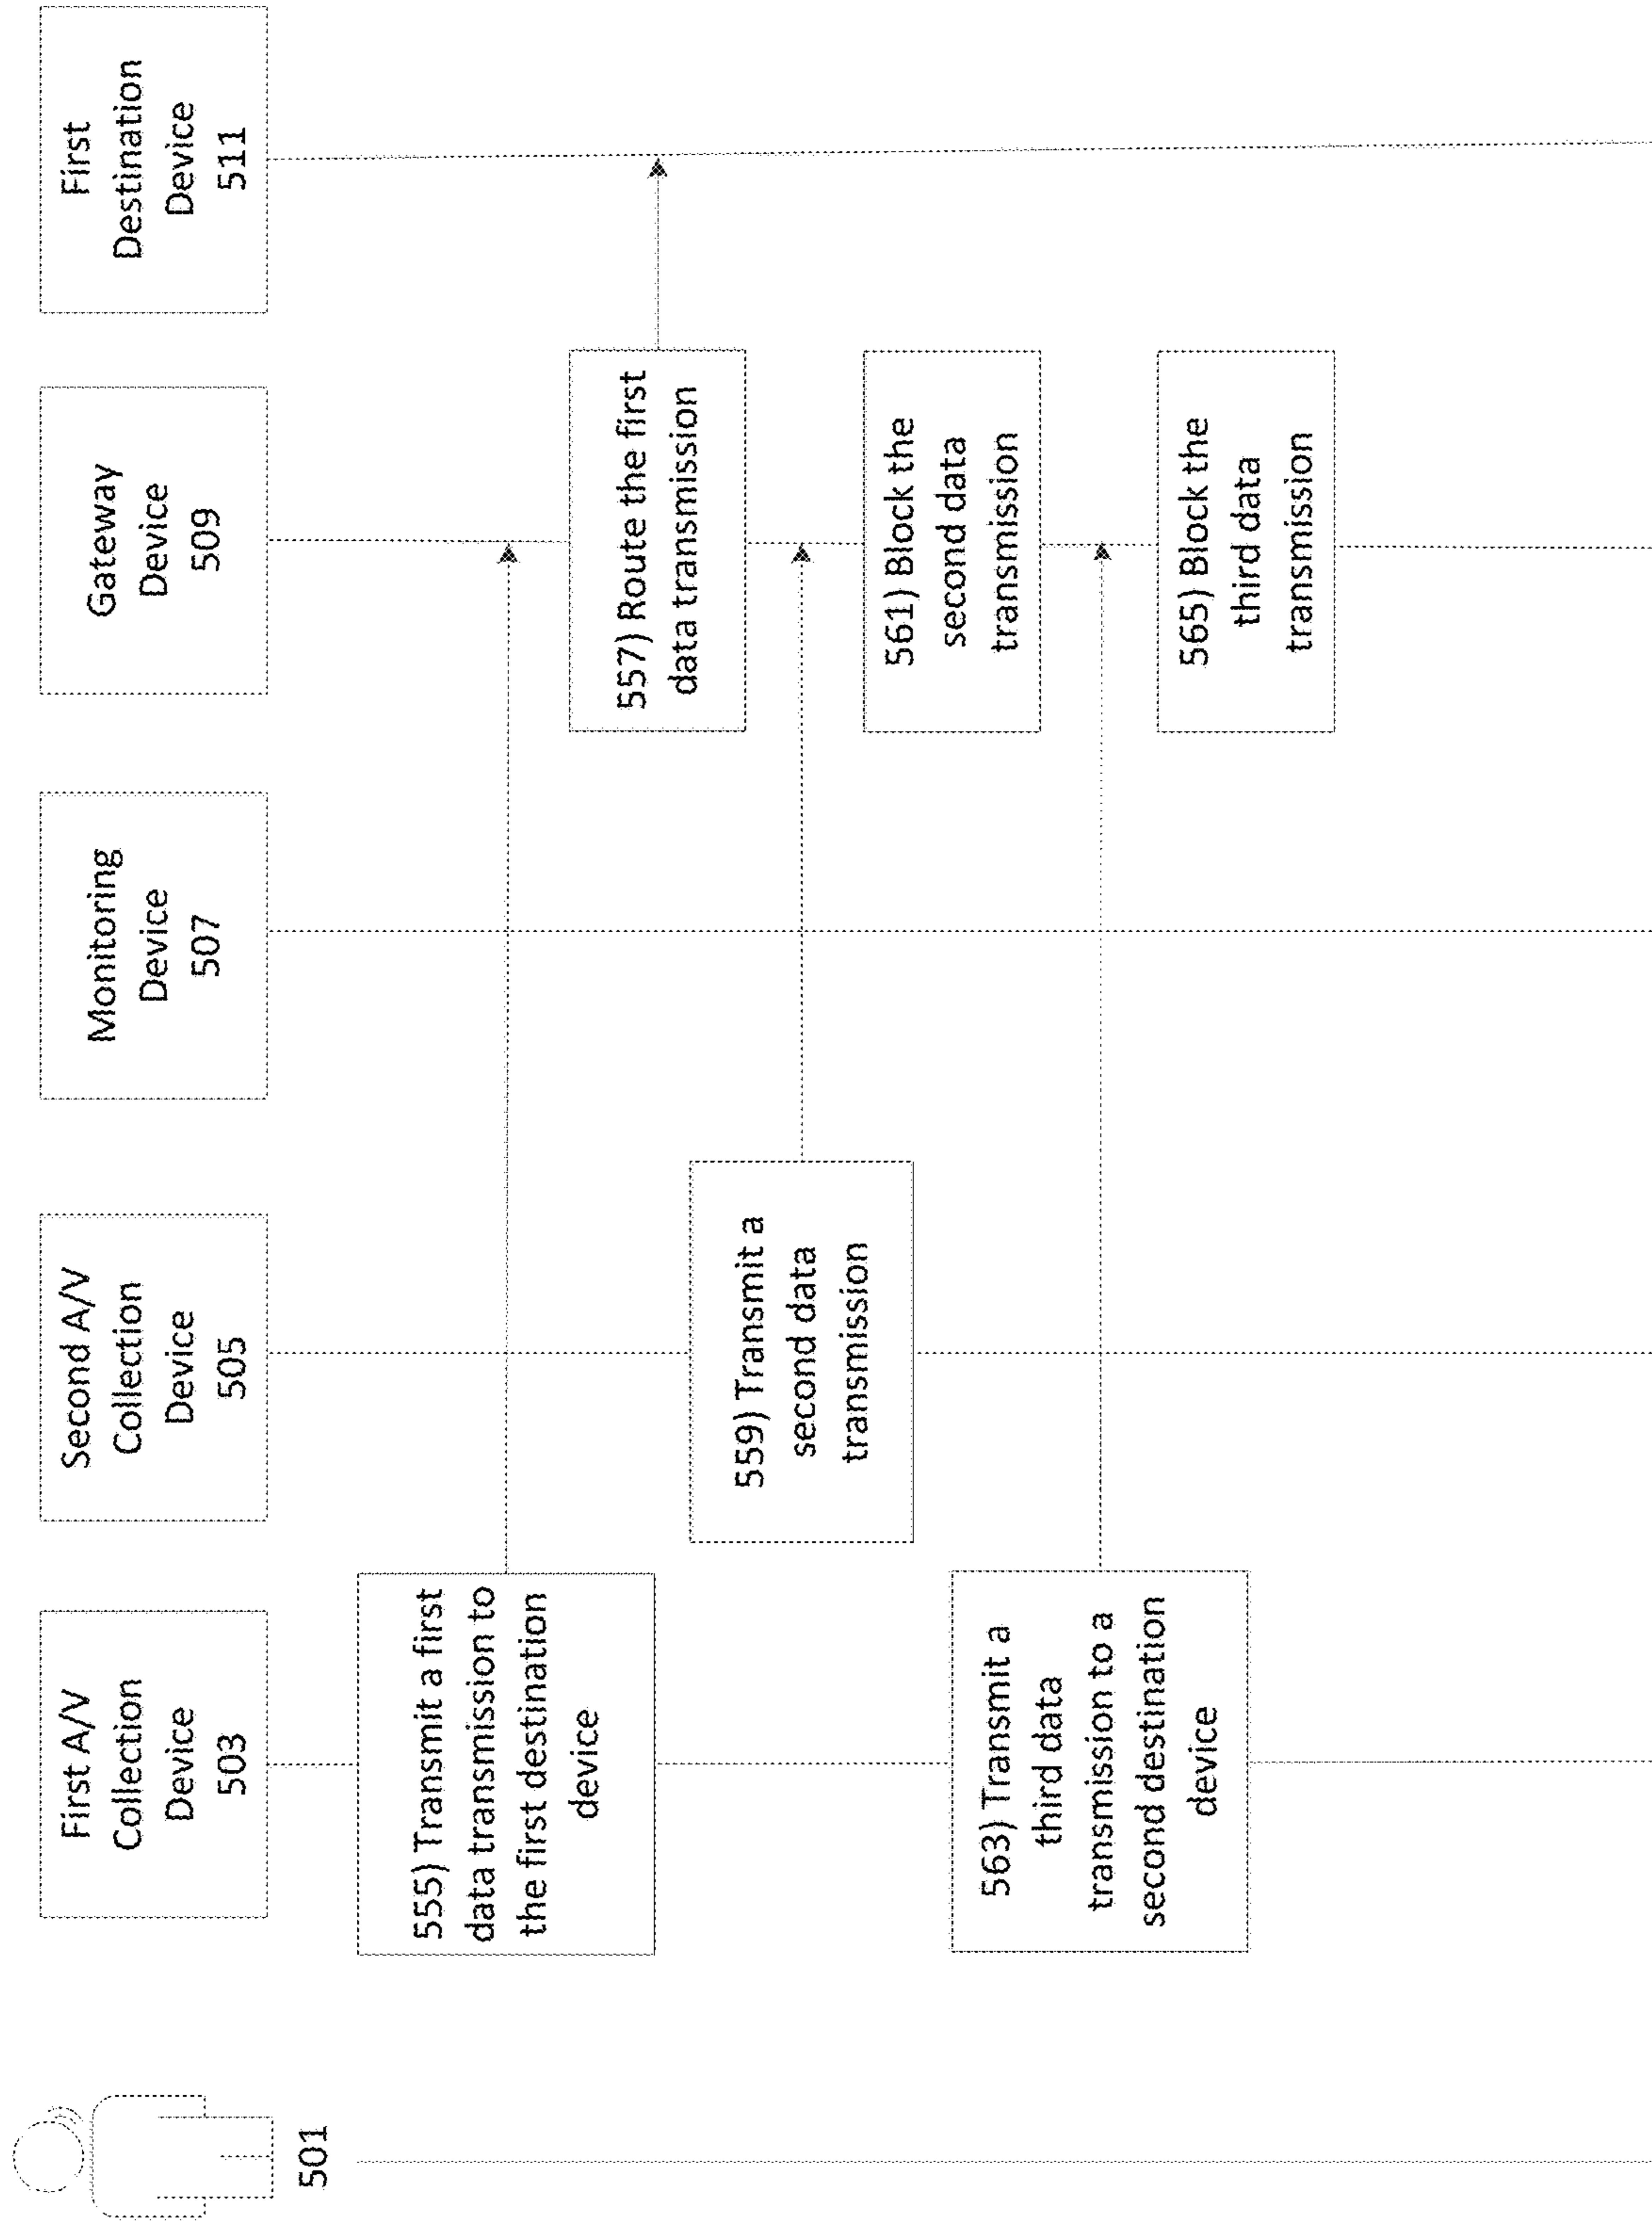 501
First A/V
Collection
Device
503
Second A/V
Collection
Device
505
Monitoring
Device
507
Gateway
Device
509
First
Destination
Device
511
555) Transmit a first
data transmission to
the first destination
device
557) Route the first
data transmission
559) Transmit a
second data
transmission
561) Block the
second data
transmission
563) Transmit a
third data
transmission to a
second destination
device
565) Block the
third data
transmission